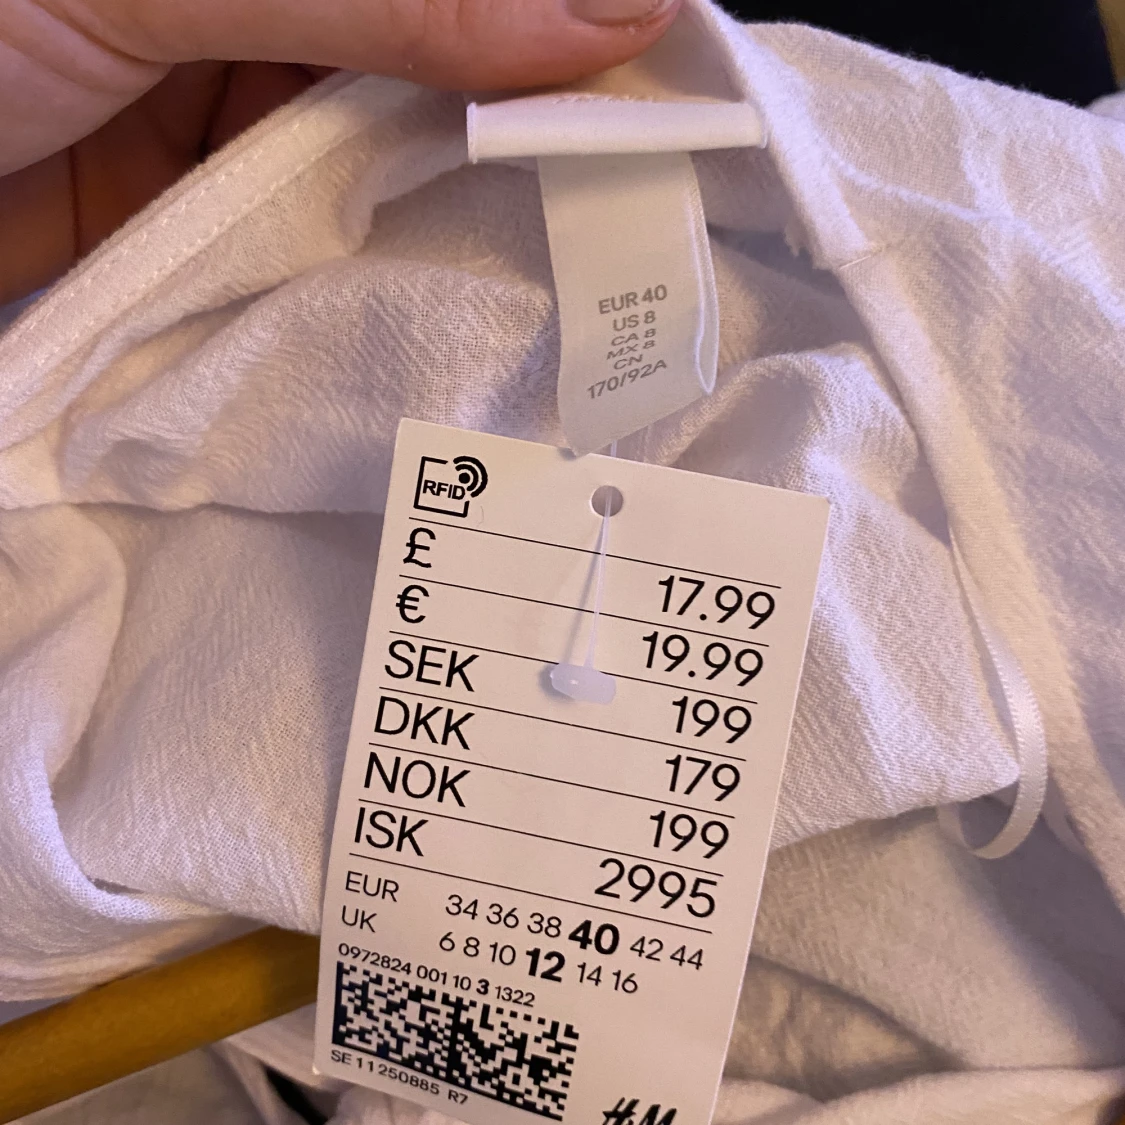 EUR 40
US 8
CA 8
MX 8
CN
170/92A
RFID
£ 17.99
€ 19.99
SEK 199
DKK 179
NOK 199
ISK 2995
EUR 34 36 38 40 42 44
UK 6 8 10 12 14 16
0972824 001 10 3 1322
SE 11250885 R7
H&M